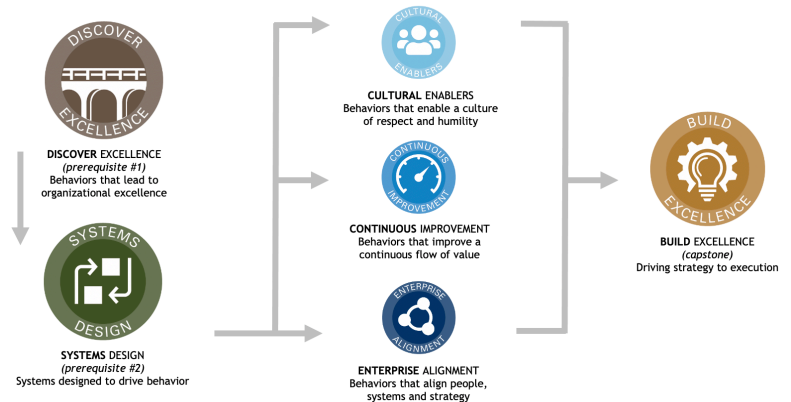 DISCOVER
EXCELLENCE
DISCOVER EXCELLENCE
(prerequisite #1)
Behaviors that lead to
organizational excellence
SYSTEMS
DESIGN
SYSTEMS DESIGN
(prerequisite #2)
Systems designed to drive behavior
CULTURAL
ENABLERS
CULTURAL ENABLERS
Behaviors that enable a culture
of respect and humility
CONTINUOUS
IMPROVEMENT
CONTINUOUS IMPROVEMENT
Behaviors that improve a
continuous flow of value
ENTERPRISE
ALIGNMENT
ENTERPRISE ALIGNMENT
Behaviors that align people,
systems and strategy
BUILD
EXCELLENCE
BUILD EXCELLENCE
(capstone)
Driving strategy to execution